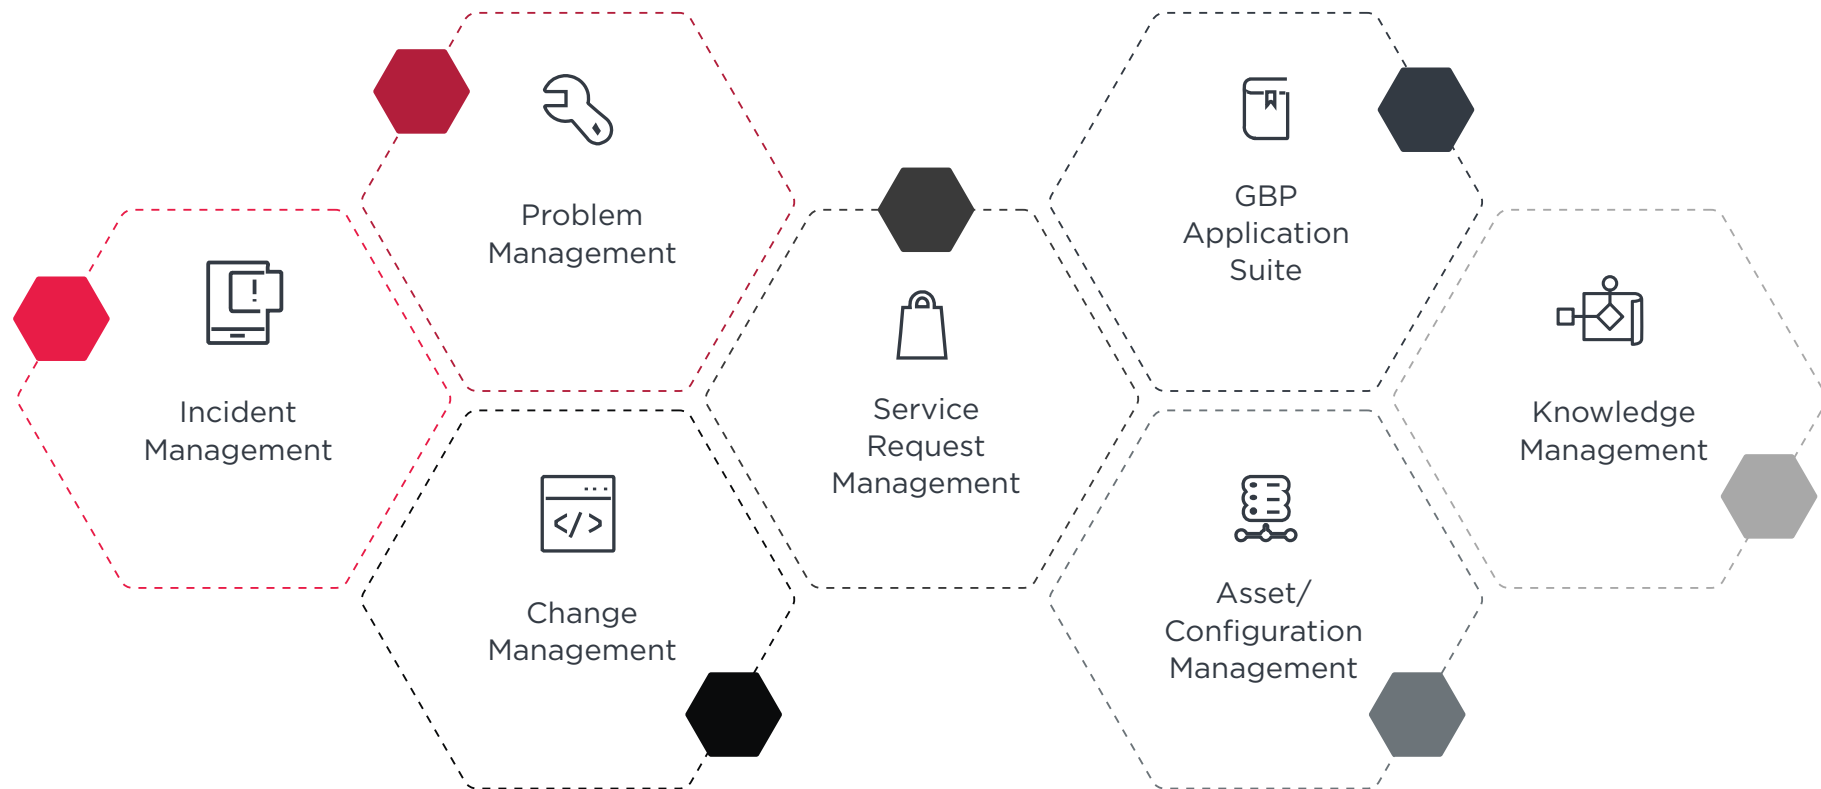 Problem
Management
GBP
Application
Suite
Incident
Management
Service
Request
Management
Knowledge
Management
Change
Management
Asset/
Configuration
Management